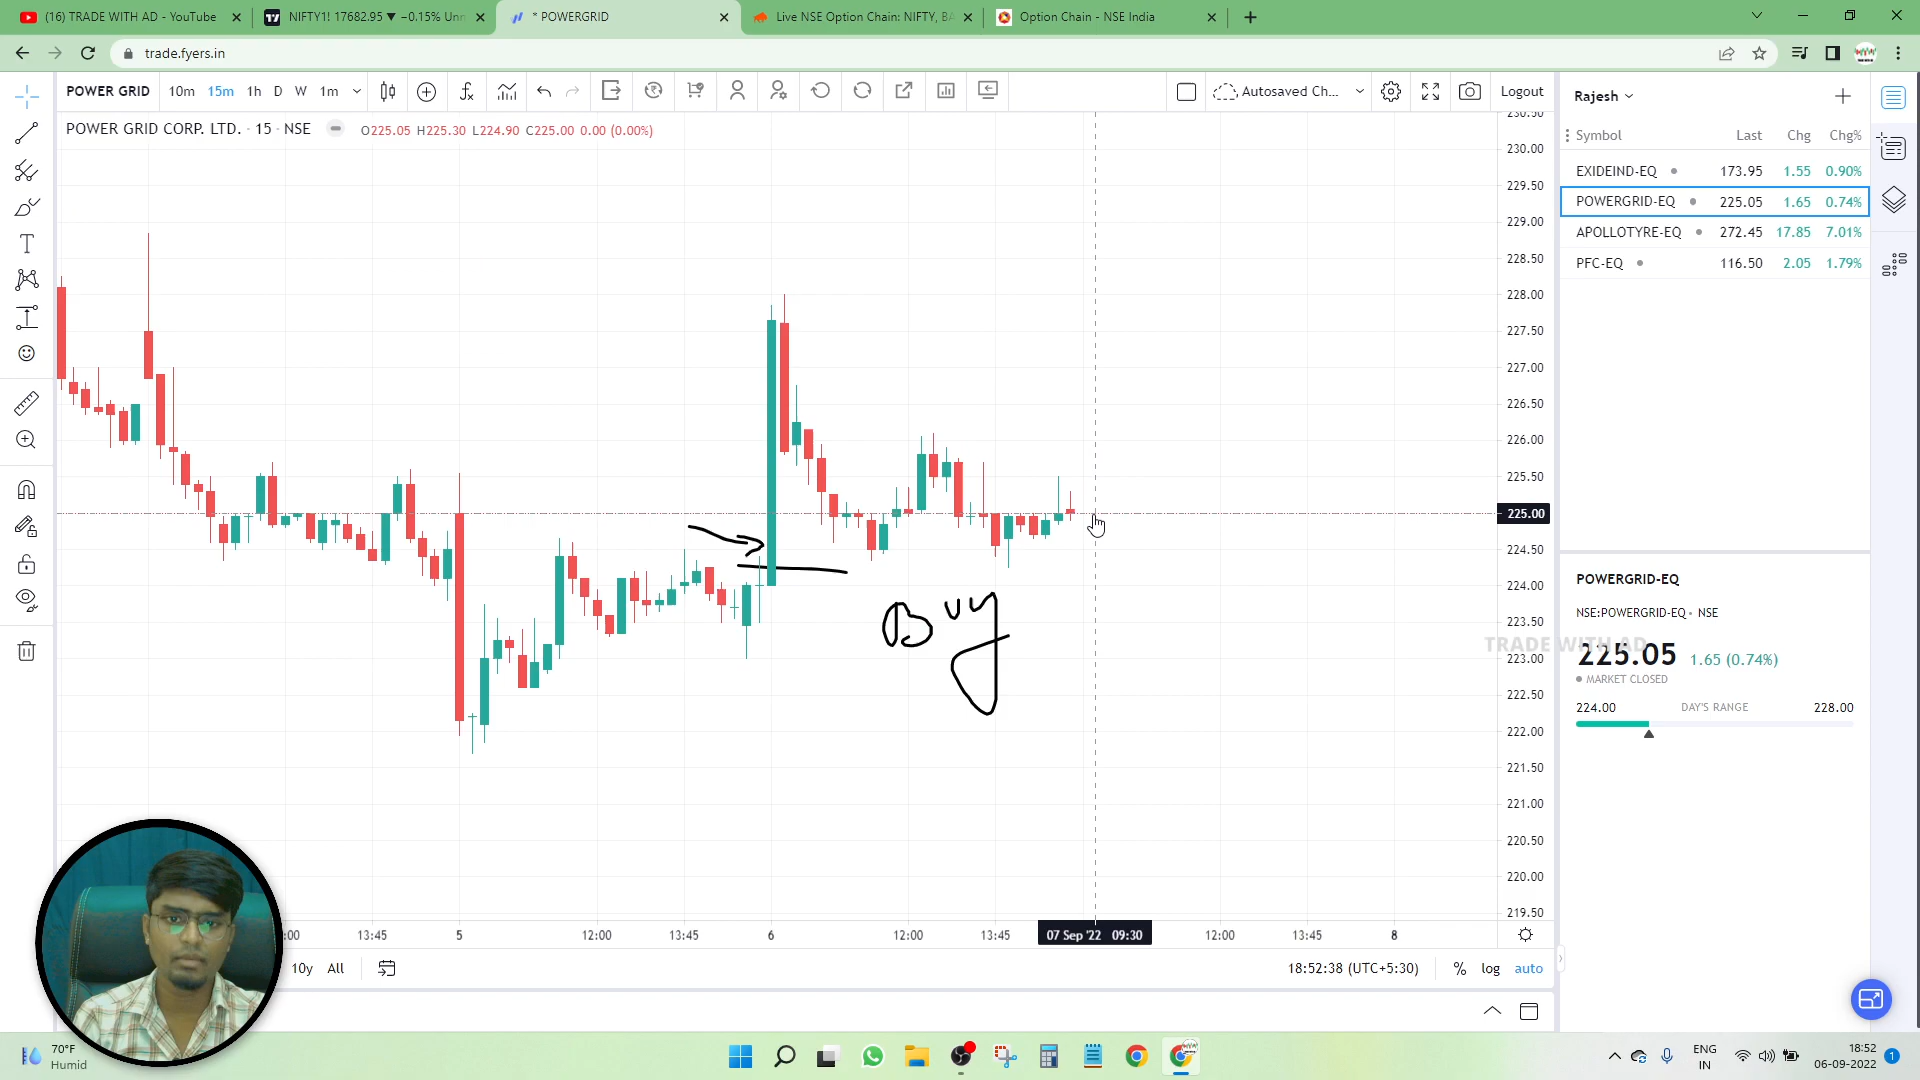 (16) TRADE WITH AD - YouTube
NIFTY1! 17682.95 ▼ −0.15% Unn
* POWERGRID
Live NSE Option Chain: NIFTY, BA
Option Chain - NSE India
trade.fyers.in
POWER GRID 10m 15m 1h D W 1m
Autosaved Ch...
Logout
POWER GRID CORP. LTD. · 15 · NSE O225.05 H225.30 L224.90 C225.00 0.00 (0.00%)
230.50
230.00
229.50
229.00
228.50
228.00
227.50
227.00
226.50
226.00
225.50
225.00
224.50
224.00
223.50
223.00
222.50
222.00
221.50
221.00
220.50
220.00
219.50
Buy
TRADE WITH AD
:00 13:45 5 12:00 13:45 6 12:00 13:45 07 Sep '22 09:30 12:00 13:45 8
10y All
18:52:38 (UTC+5:30) % log auto
Rajesh
Symbol Last Chg Chg%
EXIDEIND-EQ 173.95 1.55 0.90%
POWERGRID-EQ 225.05 1.65 0.74%
APOLLOTYRE-EQ 272.45 17.85 7.01%
PFC-EQ 116.50 2.05 1.79%
POWERGRID-EQ
NSE:POWERGRID-EQ • NSE
225.05 1.65 (0.74%)
MARKET CLOSED
224.00 DAY'S RANGE 228.00
70°F
Humid
ENG
IN
18:52
06-09-2022
1